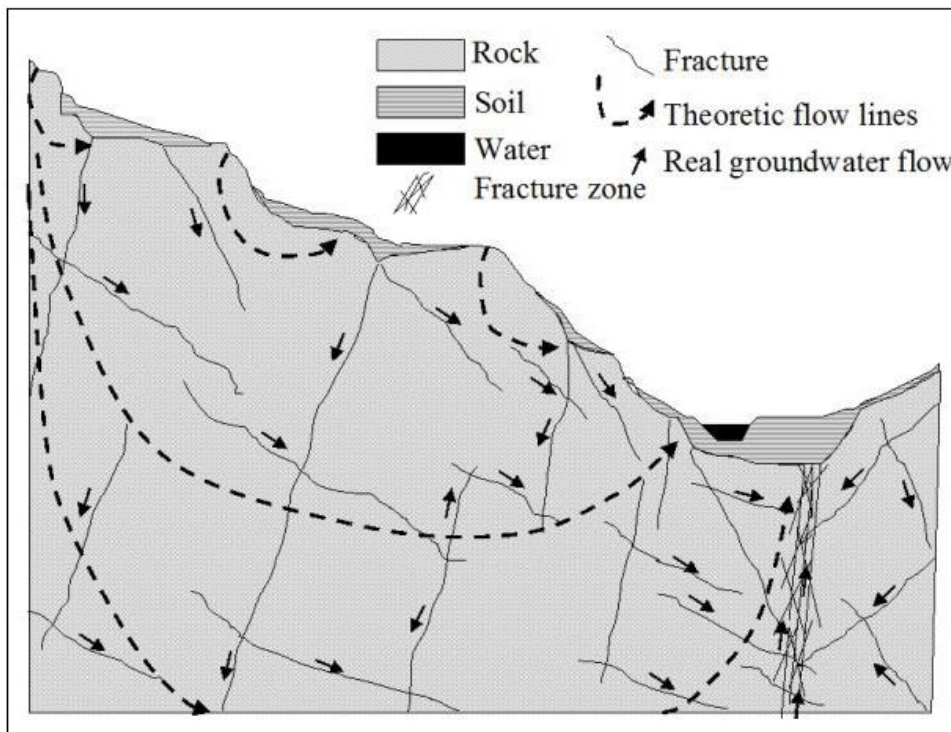 Rock
Soil
Water
Fracture zone
Fracture
Theoretic flow lines
Real groundwater flow